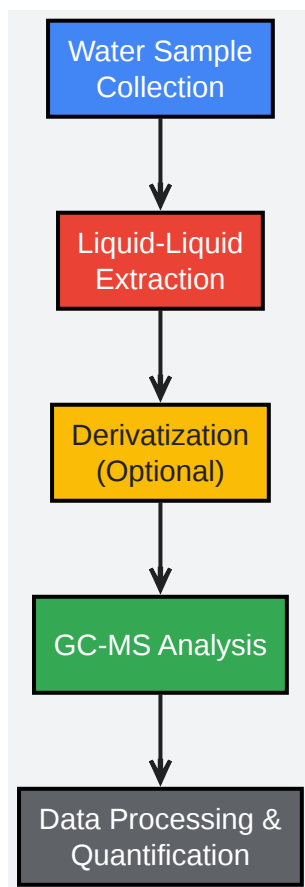 Water Sample
Collection
Liquid-Liquid
Extraction
Derivatization
(Optional)
GC-MS Analysis
Data Processing &
Quantification